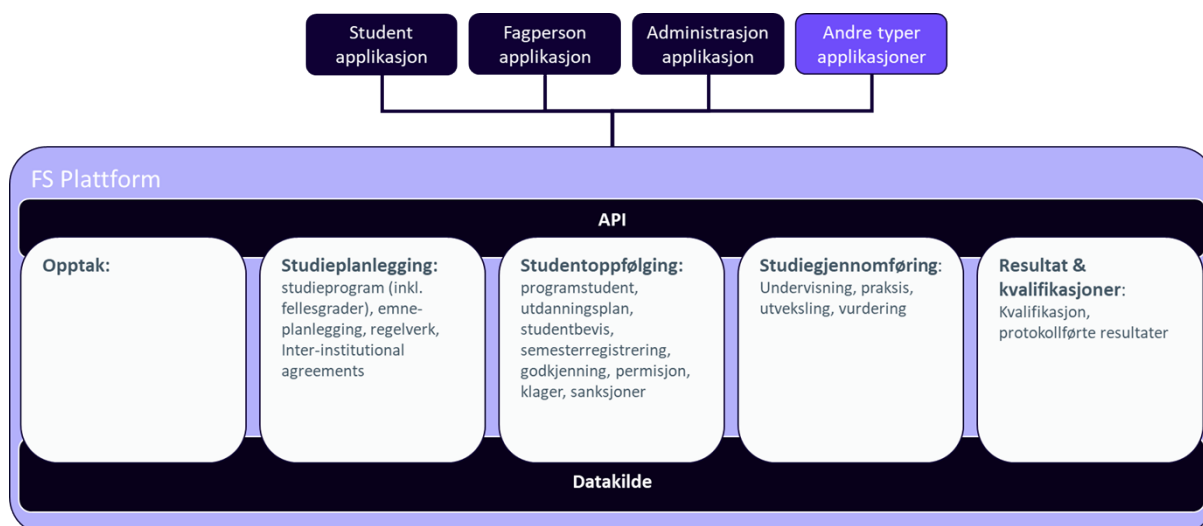 Student
applikasjon
Fagperson
applikasjon
Administrasjon
applikasjon
Andre typer
applikasjoner
FS Plattform
API
Opptak:
Studieplanlegging:
studieprogram (inkl.
fellesgrader), emne-
planlegging, regelverk,
Inter-institutional
agreements
Studentoppfølging:
programstudent,
utdanningsplan,
studentbevis,
semesterregistrering,
godkjenning, permisjon,
klager, sanksjoner
Studiegjennomføring:
Undervisning, praksis,
utveksling, vurdering
Resultat &
kvalifikasjoner:
Kvalifikasjon,
protokollførte resultater
Datakilde